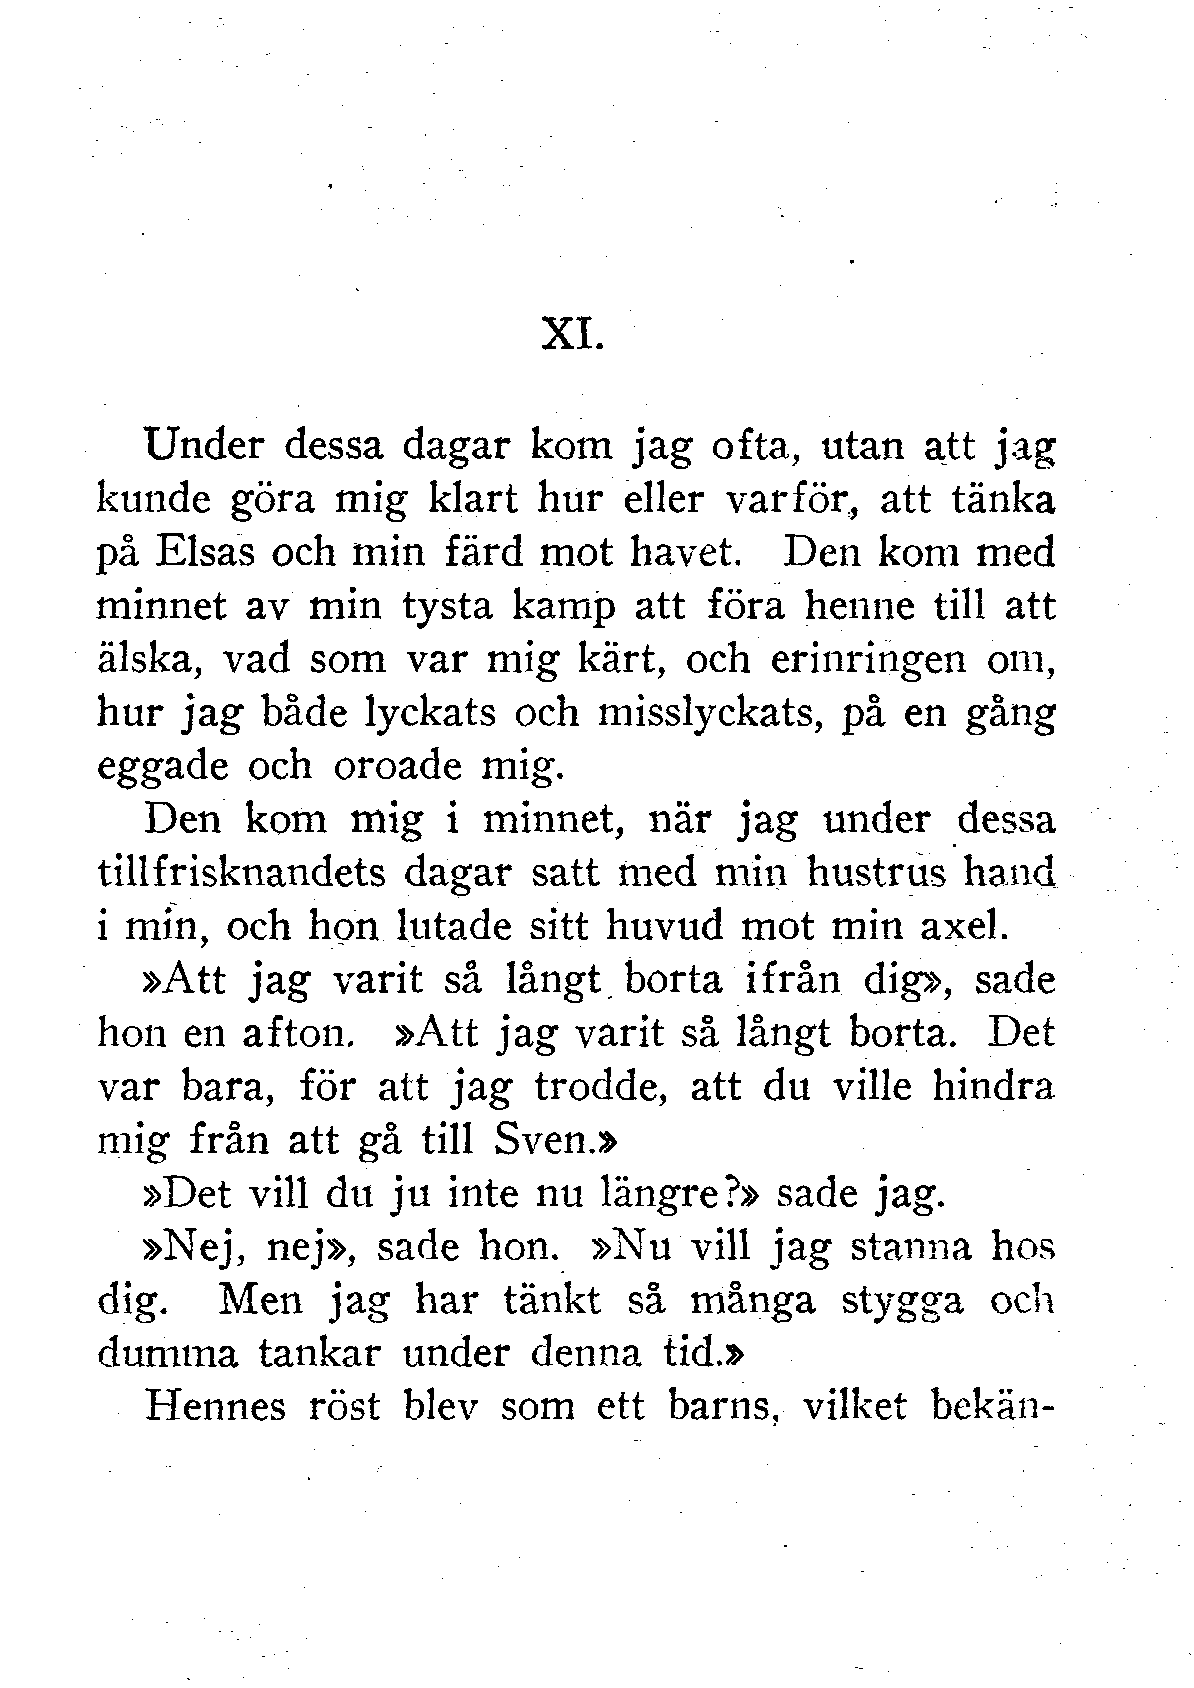 XI.
Under dessa dagar kom jag ofta, utan att jag
kunde göra mig klart hur eller varför, att tänka
på Elsas och min färd mot havet. Den kom med
minnet av min tysta kamp att föra henne till att
älska, vad som var mig kärt, och erinringen om,
hur jag både lyckats och misslyckats, på en gång
eggade och oroade mig.
Den kom mig i minnet, när jag under dessa
tillfrisknandets dagar satt med min hustrus hand
i min, och hon lutade sitt huvud mot min axel.
»Att jag varit så långt borta ifrån dig», sade
hon en afton. »Att jag varit så långt borta. Det
var bara, för att jag trodde, att du ville hindra
mig från att gå till Sven.»
»Det vill du ju inte nu längre?» sade jag.
»Nej, nej», sade hon. »Nu vill jag stanna hos
dig. Men jag har tänkt så många stygga och
dumma tankar under denna tid.»
Hennes röst blev som ett barns, vilket bekän-